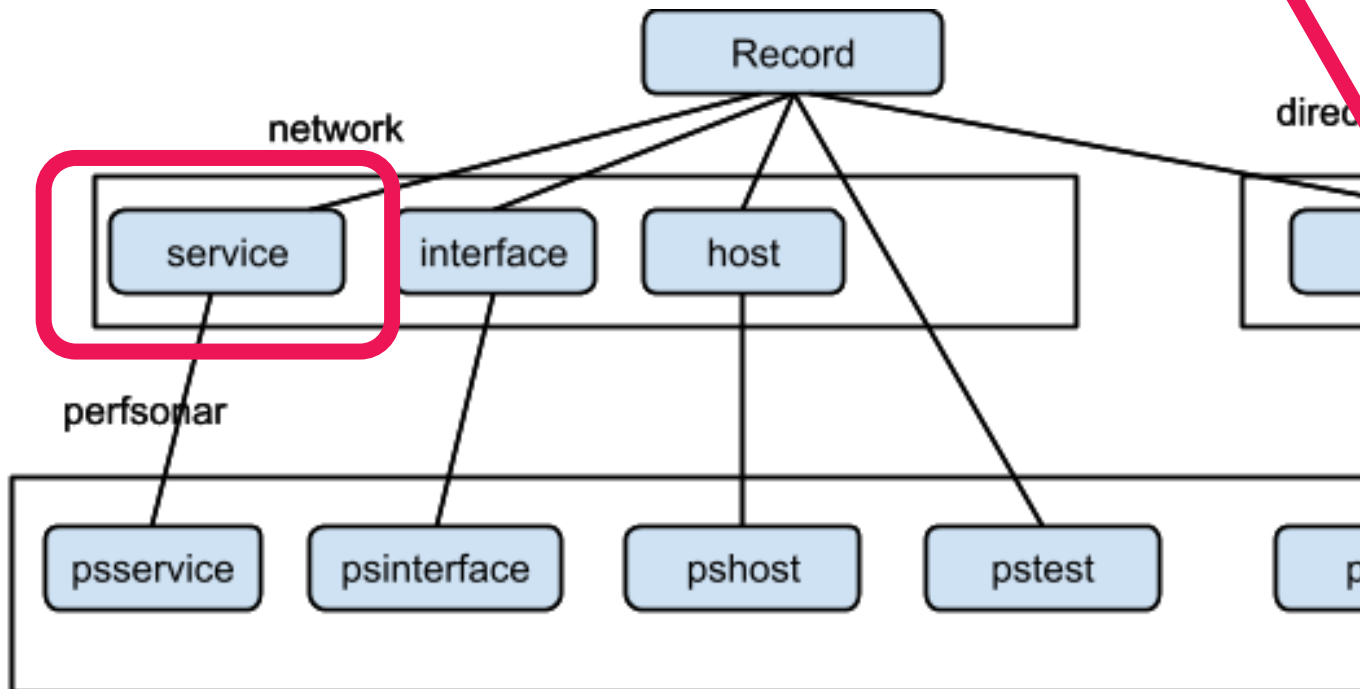 Record
network
service
interface
host
perfsonar
psservice
psinterface
pshost
pstest